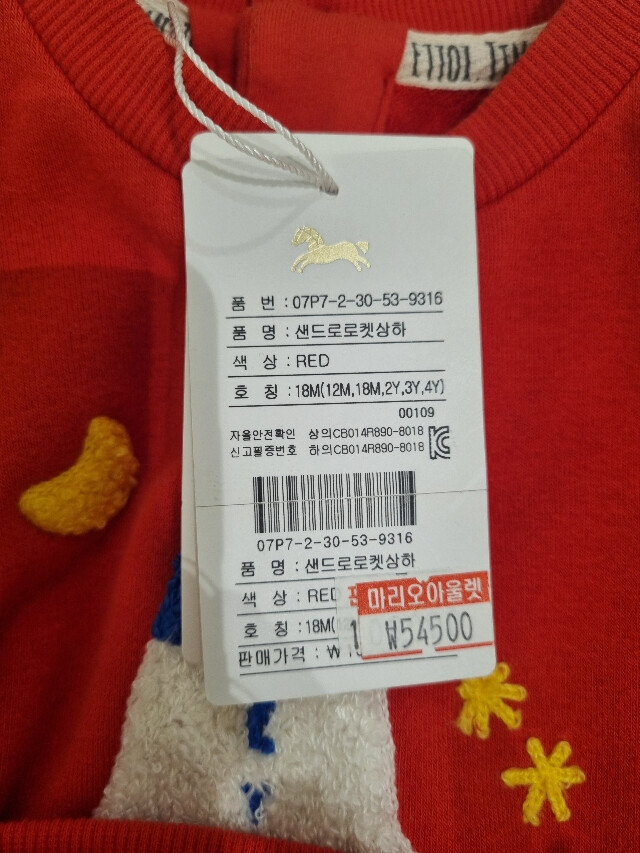 품 번 : 07P7-2-30-53-9316
품 명 : 샌드로로켓상하
색 상 : RED
호 칭 : 18M(12M,18M,2Y,3Y,4Y)
00109
자율안전확인 상의CB014R890-8018
신고필증번호 하의CB014R890-8018
07P7-2-30-53-9316
품 명 : 샌드로로켓상하
색 상 : RED
마리오아울렛
호 칭 : 18M(
₩54500
판매가격 : ₩